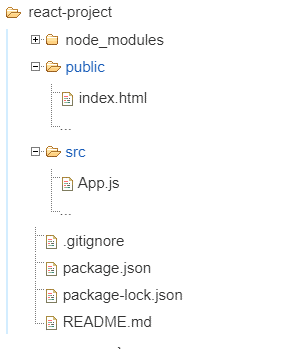 react-project
node_modules
public
index.html
...
src
App.js
...
.gitignore
package.json
package-lock.json
README.md